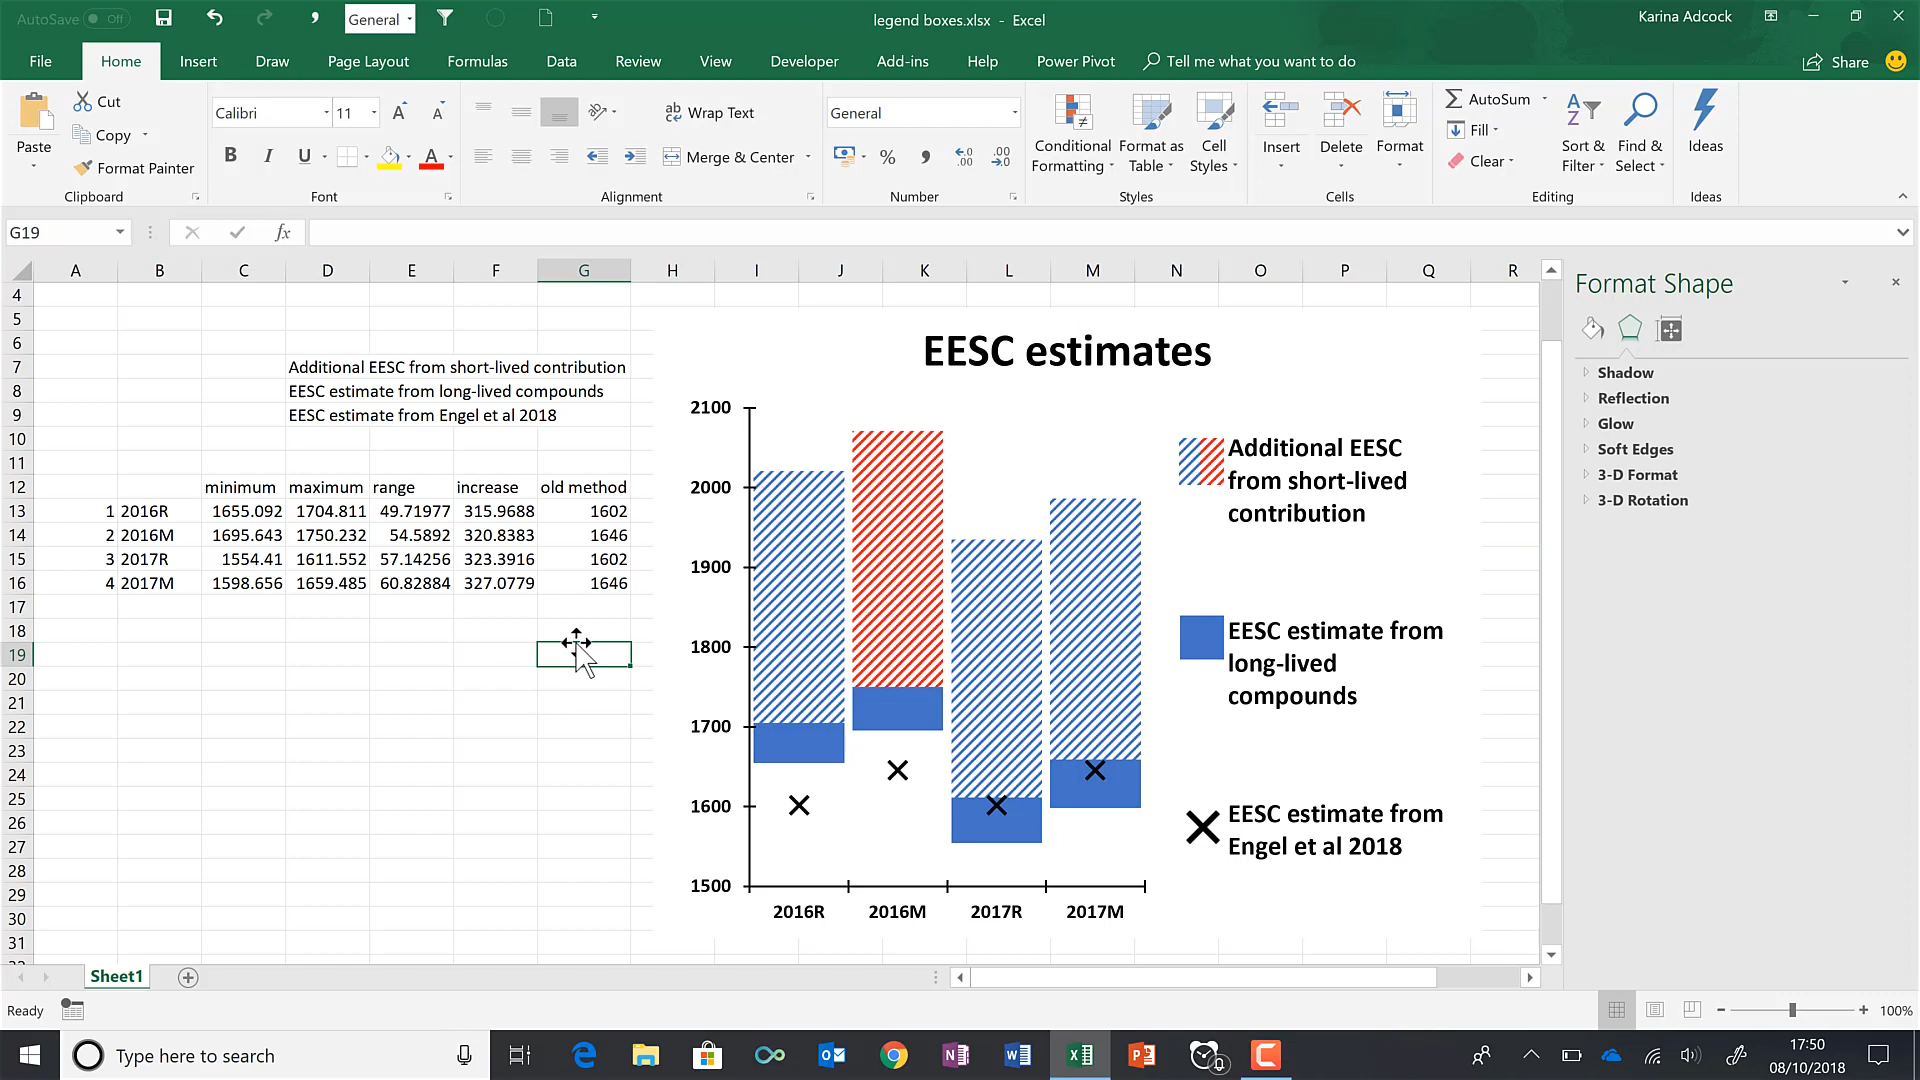 AutoSave Off General legend boxes.xlsx - Excel Karina Adcock
File Home Insert Draw Page Layout Formulas Data Review View Developer Add-ins Help Power Pivot Tell me what you want to do Share
Paste
Cut
Copy
Format Painter
Clipboard
Calibri 11
B I U A
Font
Wrap Text
Merge & Center
Alignment
General
Number
Conditional Formatting
Format as Table
Cell Styles
Styles
Insert
Delete
Format
Cells
AutoSum
Fill
Clear
Sort & Filter
Find & Select
Editing
Ideas
Ideas
G19 fx
A B C D E F G H I J K L M N O P Q R
4
5
6
7 Additional EESC from short-lived contribution
8 EESC estimate from long-lived compounds
9 EESC estimate from Engel et al 2018
10
11
12 minimum maximum range increase old method
13 1 2016R 1655.092 1704.811 49.71977 315.9688 1602
14 2 2016M 1695.643 1750.232 54.5892 320.8383 1646
15 3 2017R 1554.41 1611.552 57.14256 323.3916 1602
16 4 2017M 1598.656 1659.485 60.82884 327.0779 1646
17
18
19
20
21
22
23
24
25
26
27
28
29
30
31
EESC estimates
2100
2000
1900
1800
1700
1600
1500
2016R 2016M 2017R 2017M
Additional EESC
from short-lived
contribution
EESC estimate from
long-lived
compounds
EESC estimate from
Engel et al 2018
Format Shape
Shadow
Reflection
Glow
Soft Edges
3-D Format
3-D Rotation
Sheet1
Ready 100%
Type here to search
17:50
08/10/2018